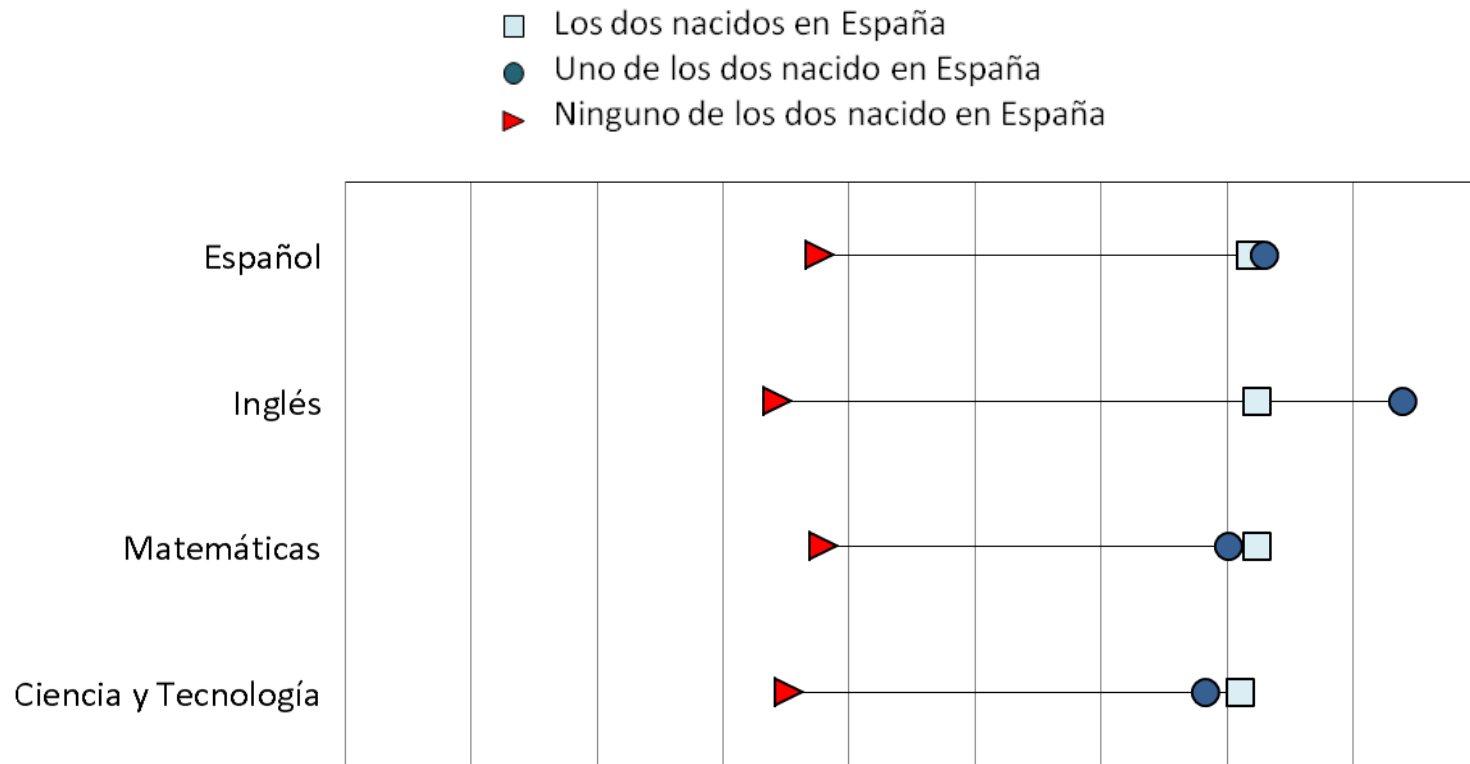 Los dos nacidos en España
Uno de los dos nacido en España
Ninguno de los dos nacido en España
Español
Inglés
Matemáticas
Ciencia y Tecnología